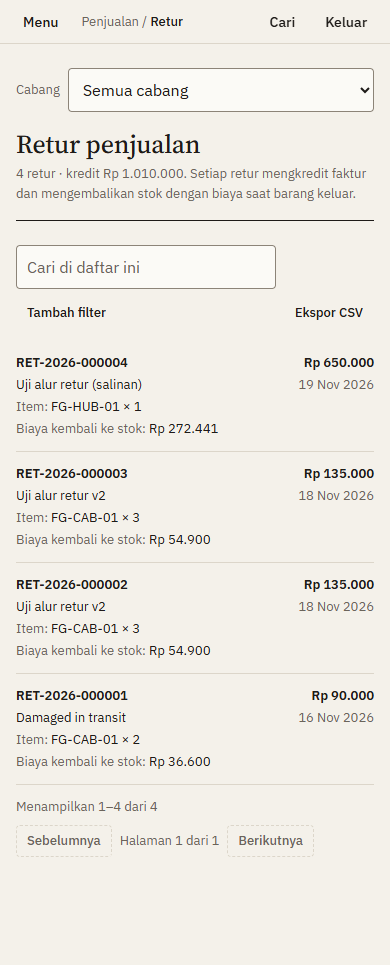 Menu Penjualan / Retur Cari Keluar
Cabang Semua cabang
Retur penjualan
4 retur · kredit Rp 1.010.000. Setiap retur mengkredit faktur
dan mengembalikan stok dengan biaya saat barang keluar.
Cari di daftar ini
Tambah filter Ekspor CSV
RET-2026-000004 Rp 650.000
Uji alur retur (salinan) 19 Nov 2026
Item: FG-HUB-01 × 1
Biaya kembali ke stok: Rp 272.441
RET-2026-000003 Rp 135.000
Uji alur retur v2 18 Nov 2026
Item: FG-CAB-01 × 3
Biaya kembali ke stok: Rp 54.900
RET-2026-000002 Rp 135.000
Uji alur retur v2 18 Nov 2026
Item: FG-CAB-01 × 3
Biaya kembali ke stok: Rp 54.900
RET-2026-000001 Rp 90.000
Damaged in transit 16 Nov 2026
Item: FG-CAB-01 × 2
Biaya kembali ke stok: Rp 36.600
Menampilkan 1–4 dari 4
Sebelumnya Halaman 1 dari 1 Berikutnya